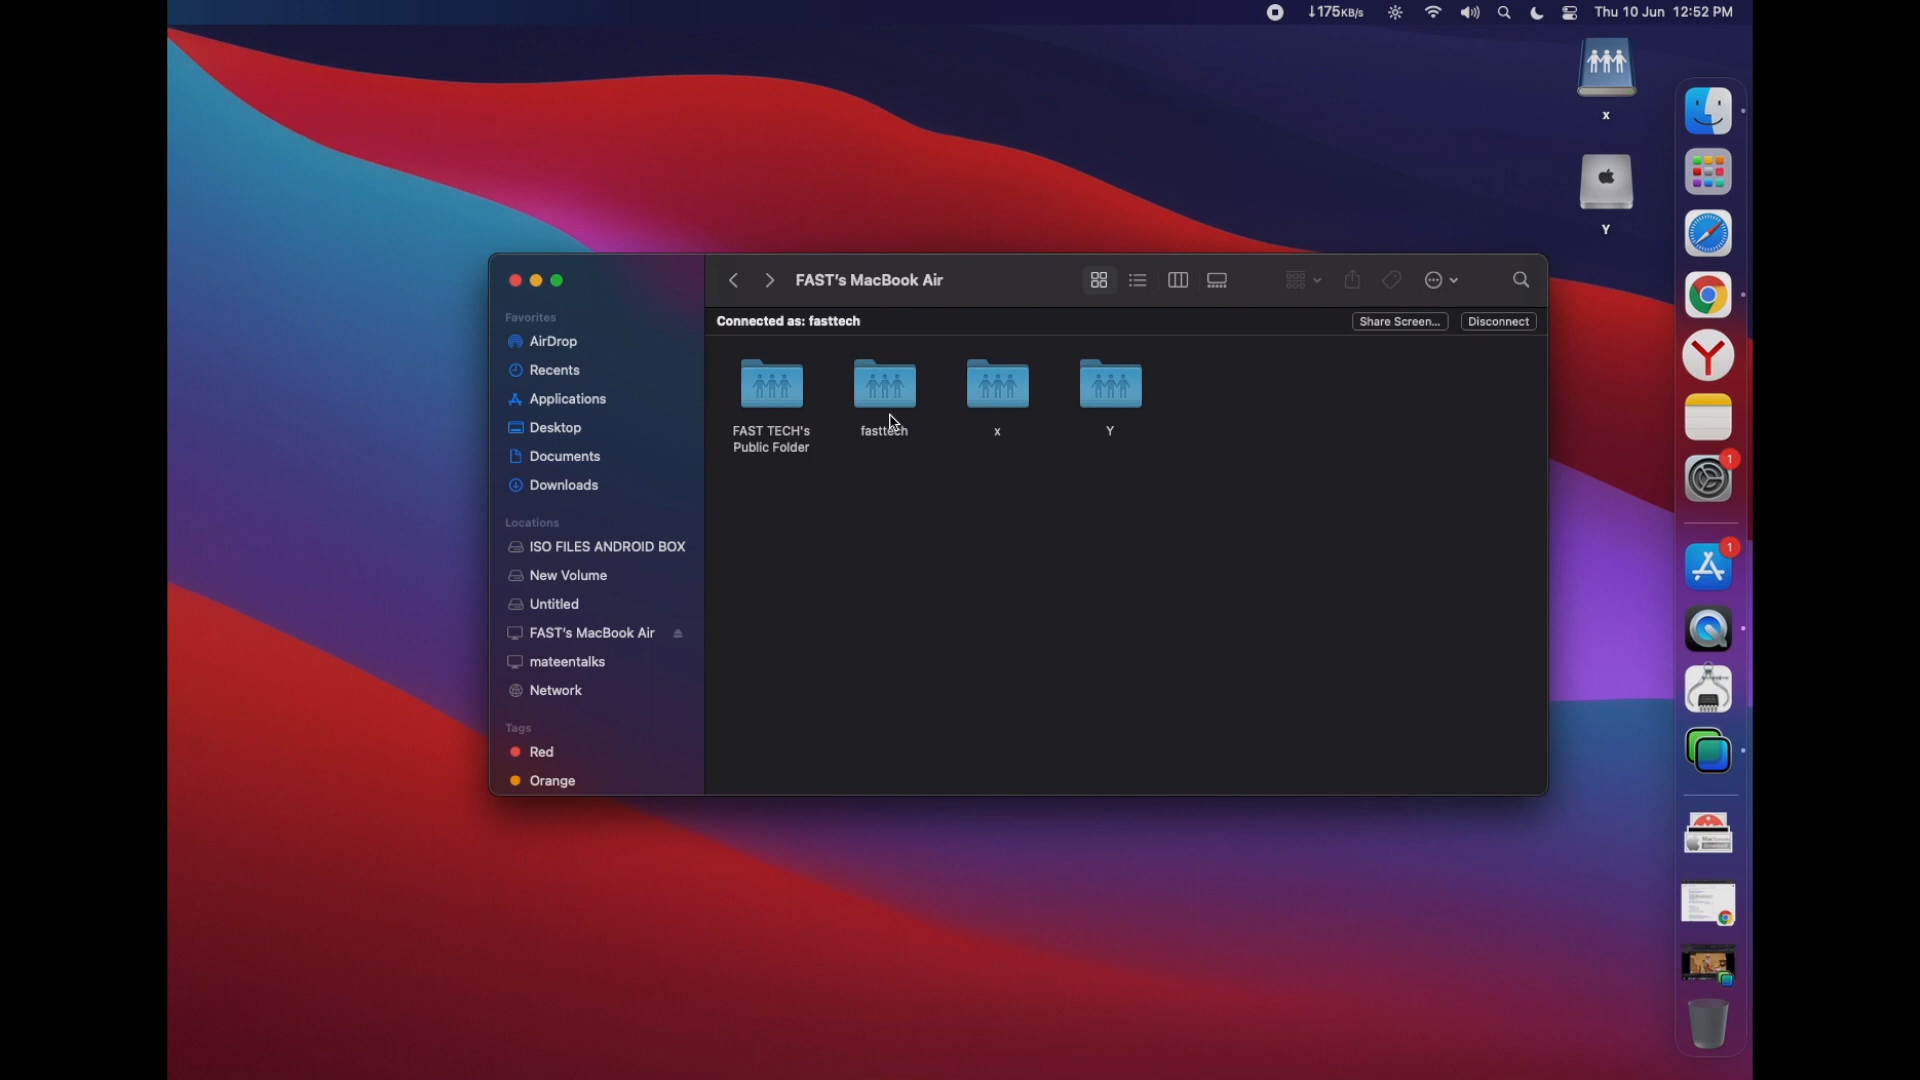 ↓175KB/s
Thu 10 Jun 12:52 PM
x
Y
FAST's MacBook Air
Connected as: fasttech
Share Screen...
Disconnect
Favorites
AirDrop
Recents
Applications
Desktop
Documents
Downloads
Locations
ISO FILES ANDROID BOX
New Volume
Untitled
FAST's MacBook Air
mateentalks
Network
Tags
Red
Orange
FAST TECH's
Public Folder
fasttech
x
Y
1
1